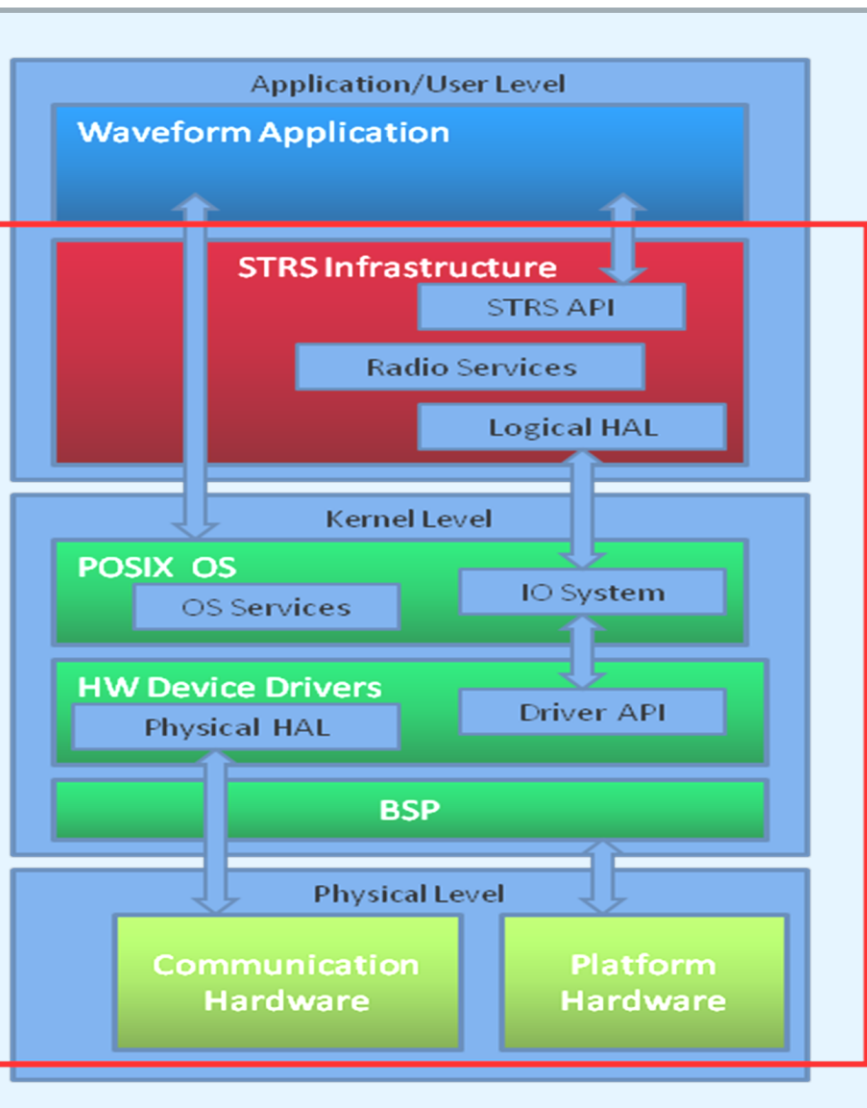 Application/User Level
Waveform Application
STRS Infrastructure
STRS API
Radio Services
Logical HAL
Kernel Level
POSIX OS
OS Services
IO System
HW Device Drivers
Physical HAL
Driver API
BSP
Physical Level
Communication
Hardware
Platform
Hardware